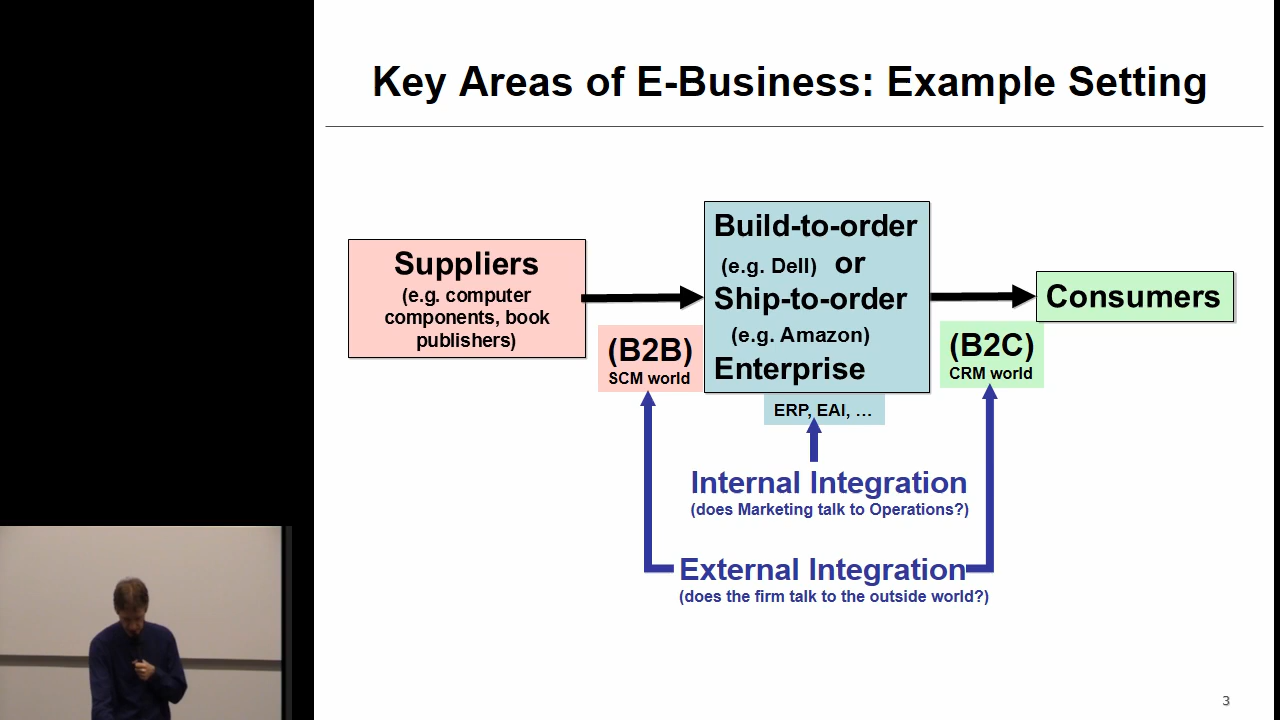 Key Areas of E-Business: Example Setting
Suppliers
(e.g. computer
components, book
publishers)
(B2B)
SCM world
Build-to-order
(e.g. Dell) or
Ship-to-order
(e.g. Amazon)
Enterprise
ERP, EAI, …
Consumers
(B2C)
CRM world
Internal Integration
(does Marketing talk to Operations?)
External Integration
(does the firm talk to the outside world?)
3